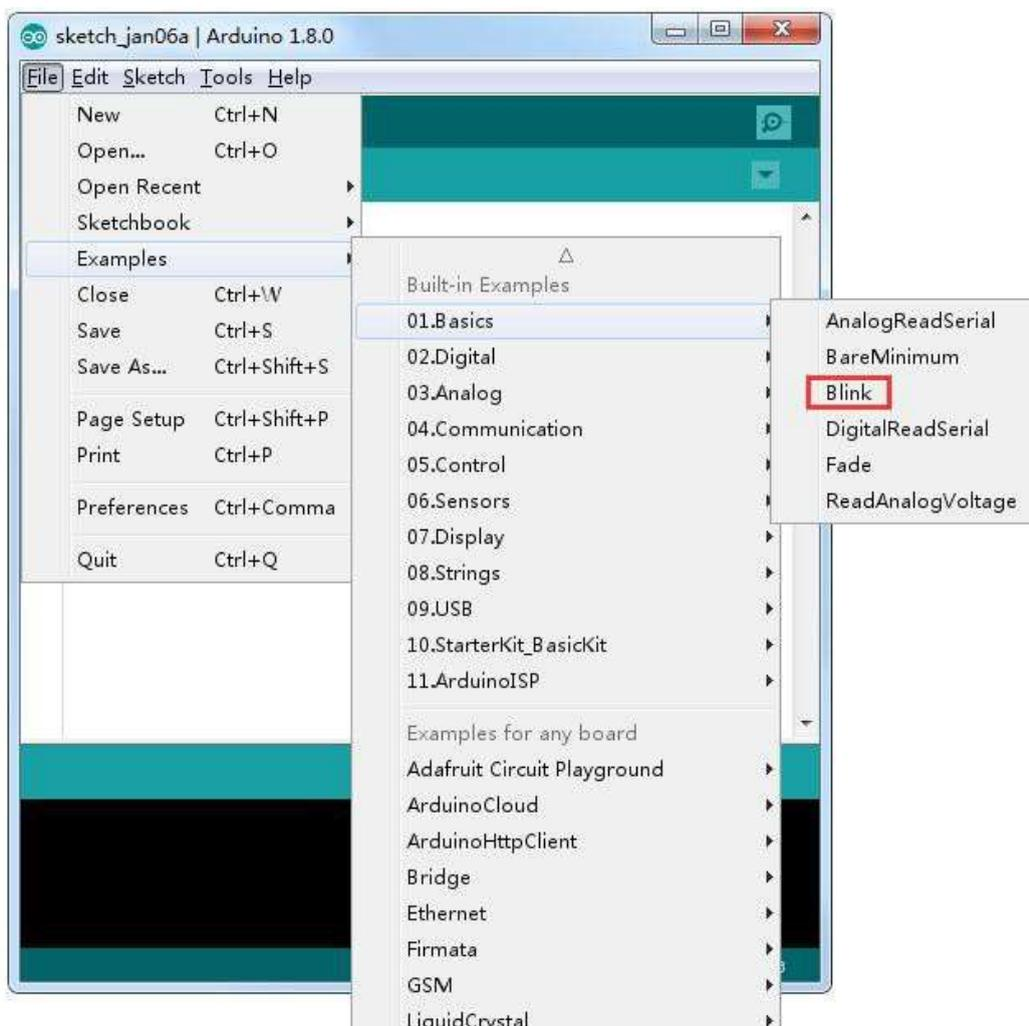 sketch_jan06a | Arduino 1.8.0
File Edit Sketch Tools Help
New Ctrl+N
Open... Ctrl+O
Open Recent
Sketchbook
Examples
Close Ctrl+W
Save Ctrl+S
Save As... Ctrl+Shift+S
Page Setup Ctrl+Shift+P
Print Ctrl+P
Preferences Ctrl+Comma
Quit Ctrl+Q
Built-in Examples
01.Basics
02.Digital
03.Analog
04.Communication
05.Control
06.Sensors
07.Display
08.Strings
09.USB
10.StarterKit_BasicKit
11.ArduinoISP
Examples for any board
Adafruit Circuit Playground
ArduinoCloud
ArduinoHttpClient
Bridge
Ethernet
Firmata
GSM
LiquidCrystal
AnalogReadSerial
BareMinimum
Blink
DigitalReadSerial
Fade
ReadAnalogVoltage